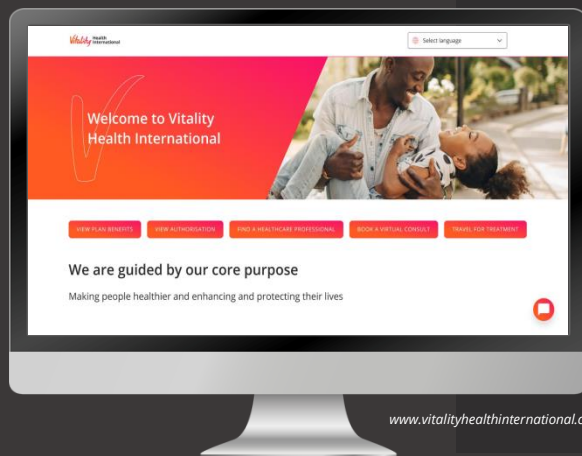 Vitality Health International
Select language
Welcome to Vitality
Health International
VIEW PLAN BENEFITS
VIEW AUTHORISATION
FIND A HEALTHCARE PROFESSIONAL
BOOK A VIRTUAL CONSULT
TRAVEL FOR TREATMENT
We are guided by our core purpose
Making people healthier and enhancing and protecting their lives
www.vitalityhealthinternational.c